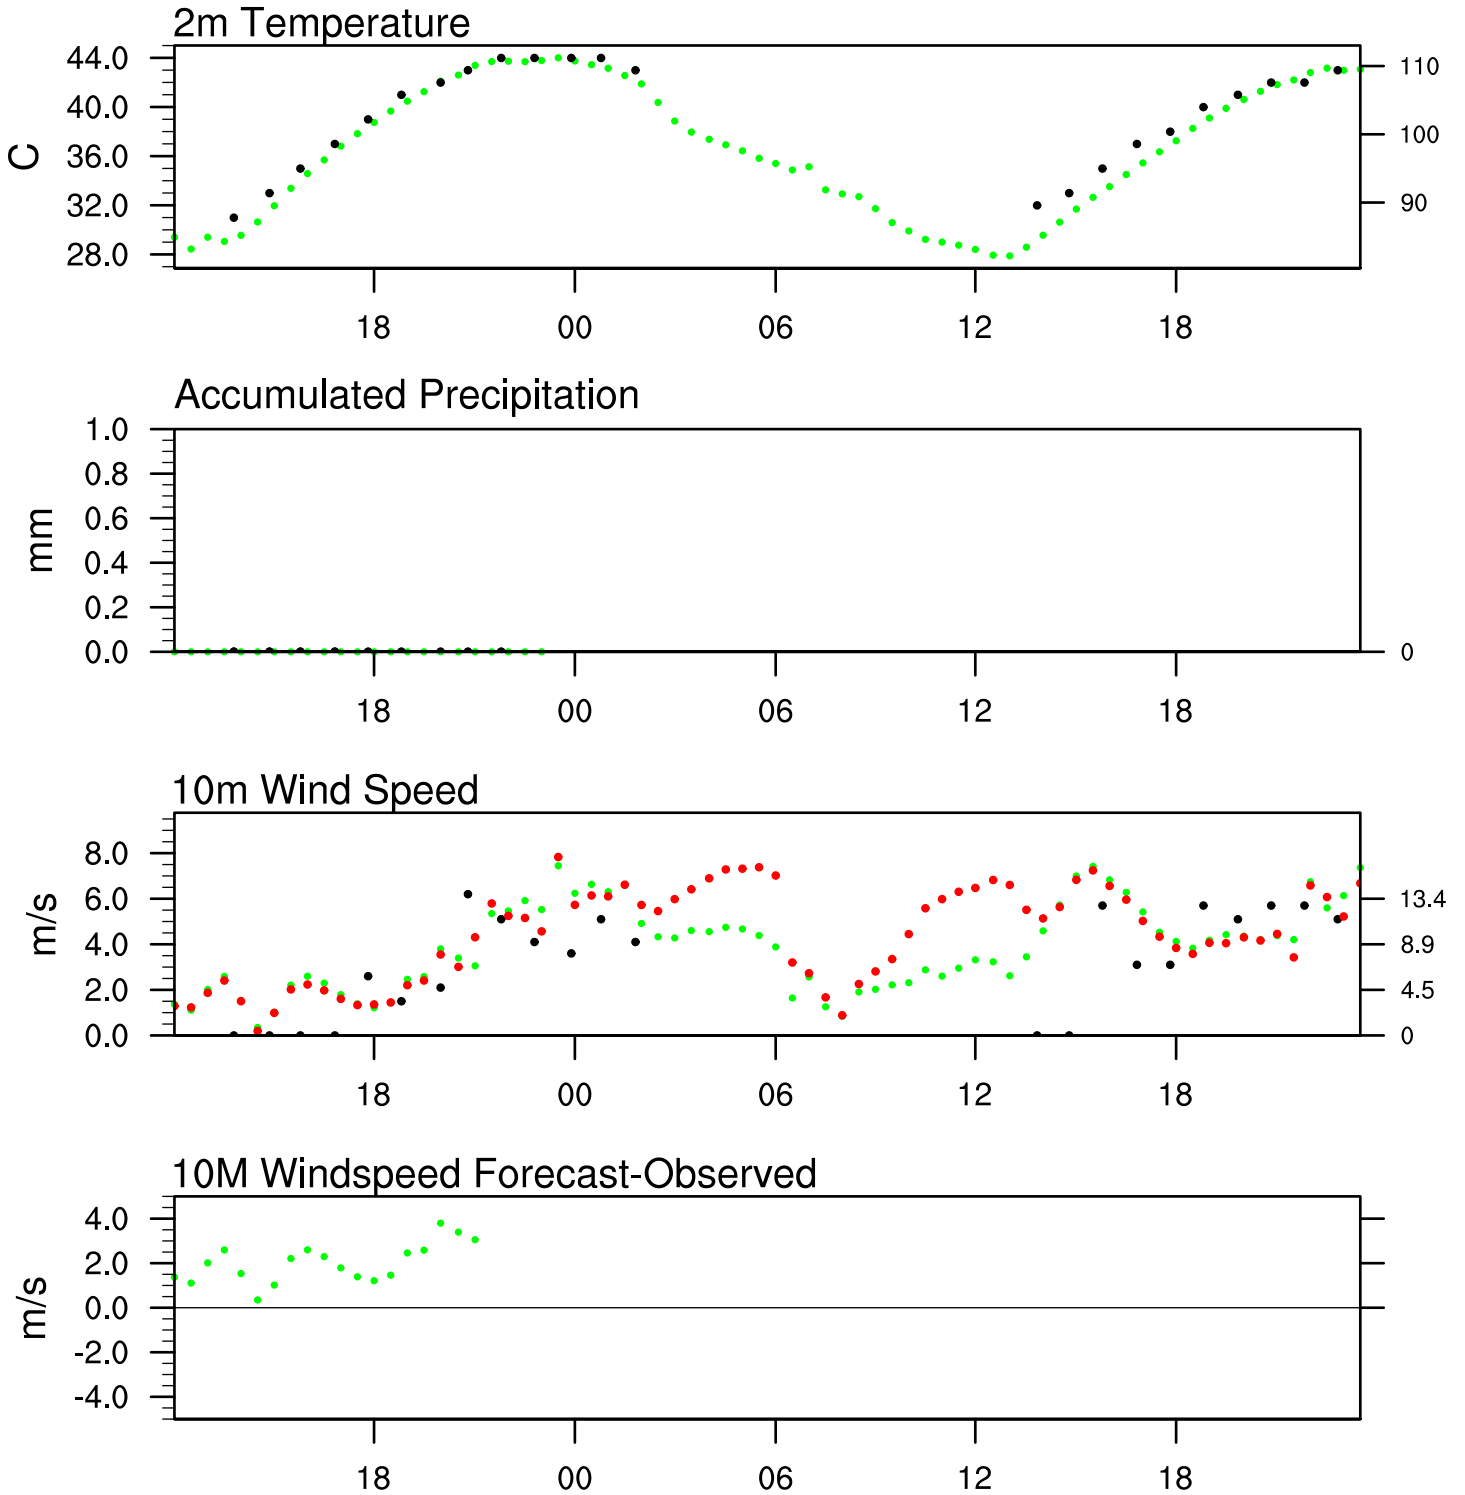 2m Temperature
44.0
40.0
36.0
32.0
28.0
C
110
100
90
18 00 06 12 18
Accumulated Precipitation
1.0
0.8
0.6
0.4
0.2
0.0
mm
0
18 00 06 12 18
10m Wind Speed
8.0
6.0
4.0
2.0
0.0
m/s
13.4
8.9
4.5
0
18 00 06 12 18
10M Windspeed Forecast-Observed
4.0
2.0
0.0
-2.0
-4.0
m/s
18 00 06 12 18